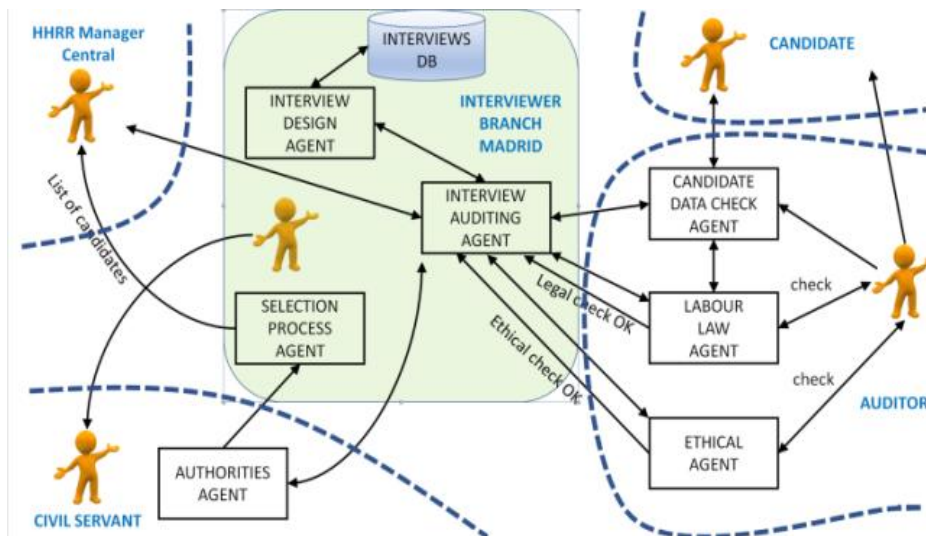 HHRR Manager
Central
INTERVIEWS
DB
CANDIDATE
INTERVIEW
DESIGN
AGENT
INTERVIEWER
BRANCH
MADRID
List of candidates
INTERVIEW
AUDITING
AGENT
CANDIDATE
DATA CHECK
AGENT
Legal check OK
check
SELECTION
PROCESS
AGENT
LABOUR
LAW
AGENT
Ethical check OK
check
AUDITOR
ETHICAL
AGENT
AUTHORITIES
AGENT
CIVIL SERVANT